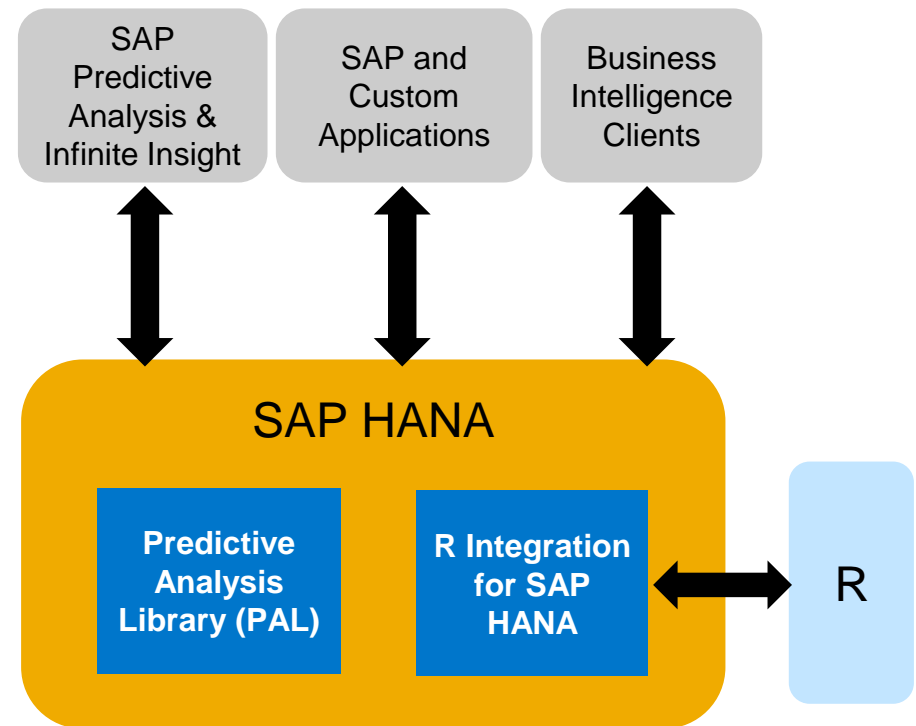 SAP
Predictive
Analysis &
Infinite Insight
SAP and
Custom
Applications
Business
Intelligence
Clients
SAP HANA
Predictive
Analysis
Library (PAL)
R Integration
for SAP
HANA
R